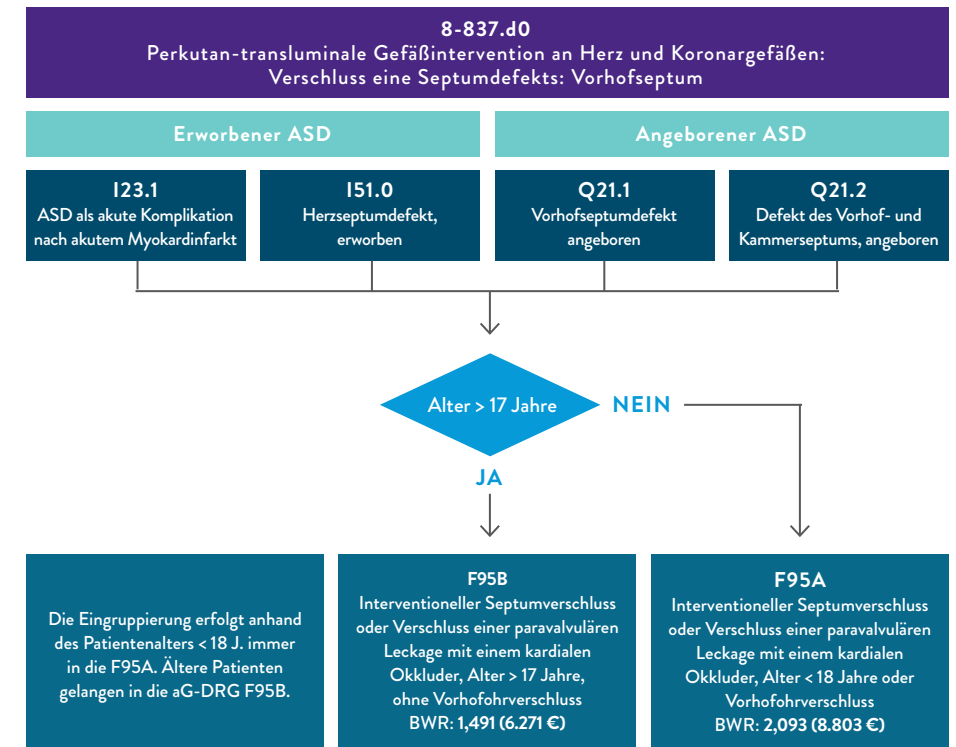 8-837.d0
Perkutan-transluminale Gefäßintervention an Herz und Koronargefäßen:
Verschluss eine Septumdefekts: Vorhofseptum
Erworbener ASD
Angeborener ASD
I23.1
ASD als akute Komplikation
nach akutem Myokardinfarkt
I51.0
Herzseptumdefekt,
erworben
Q21.1
Vorhofseptumdefekt
angeboren
Q21.2
Defekt des Vorhof- und
Kammerseptums, angeboren
Alter > 17 Jahre
NEIN
JA
Die Eingruppierung erfolgt anhand
des Patientenalters < 18 J. immer
in die F95A. Ältere Patienten
gelangen in die aG-DRG F95B.
F95B
Interventioneller Septumverschluss
oder Verschluss einer paravalvulären
Leckage mit einem kardialen
Okkluder, Alter > 17 Jahre,
ohne Vorhofohrverschluss
BWR: 1,491 (6.271 €)
F95A
Interventioneller Septumverschluss
oder Verschluss einer paravalvulären
Leckage mit einem kardialen
Okkluder, Alter < 18 Jahre oder
Vorhofohrverschluss
BWR: 2,093 (8.803 €)